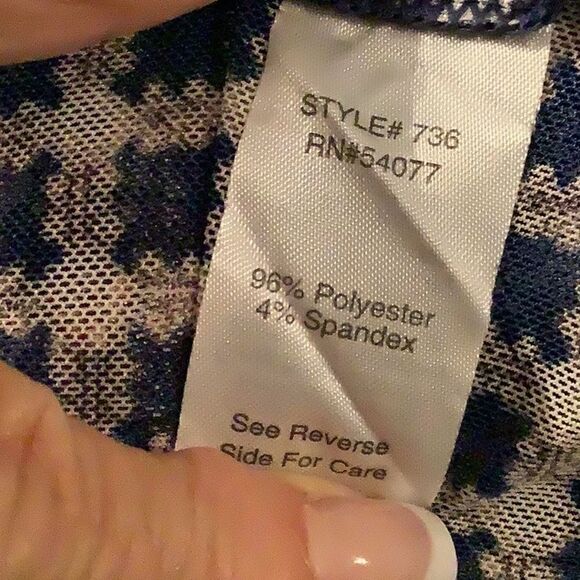 STYLE# 736
RN#54077
96% Polyester
4% Spandex
See Reverse
Side For Care